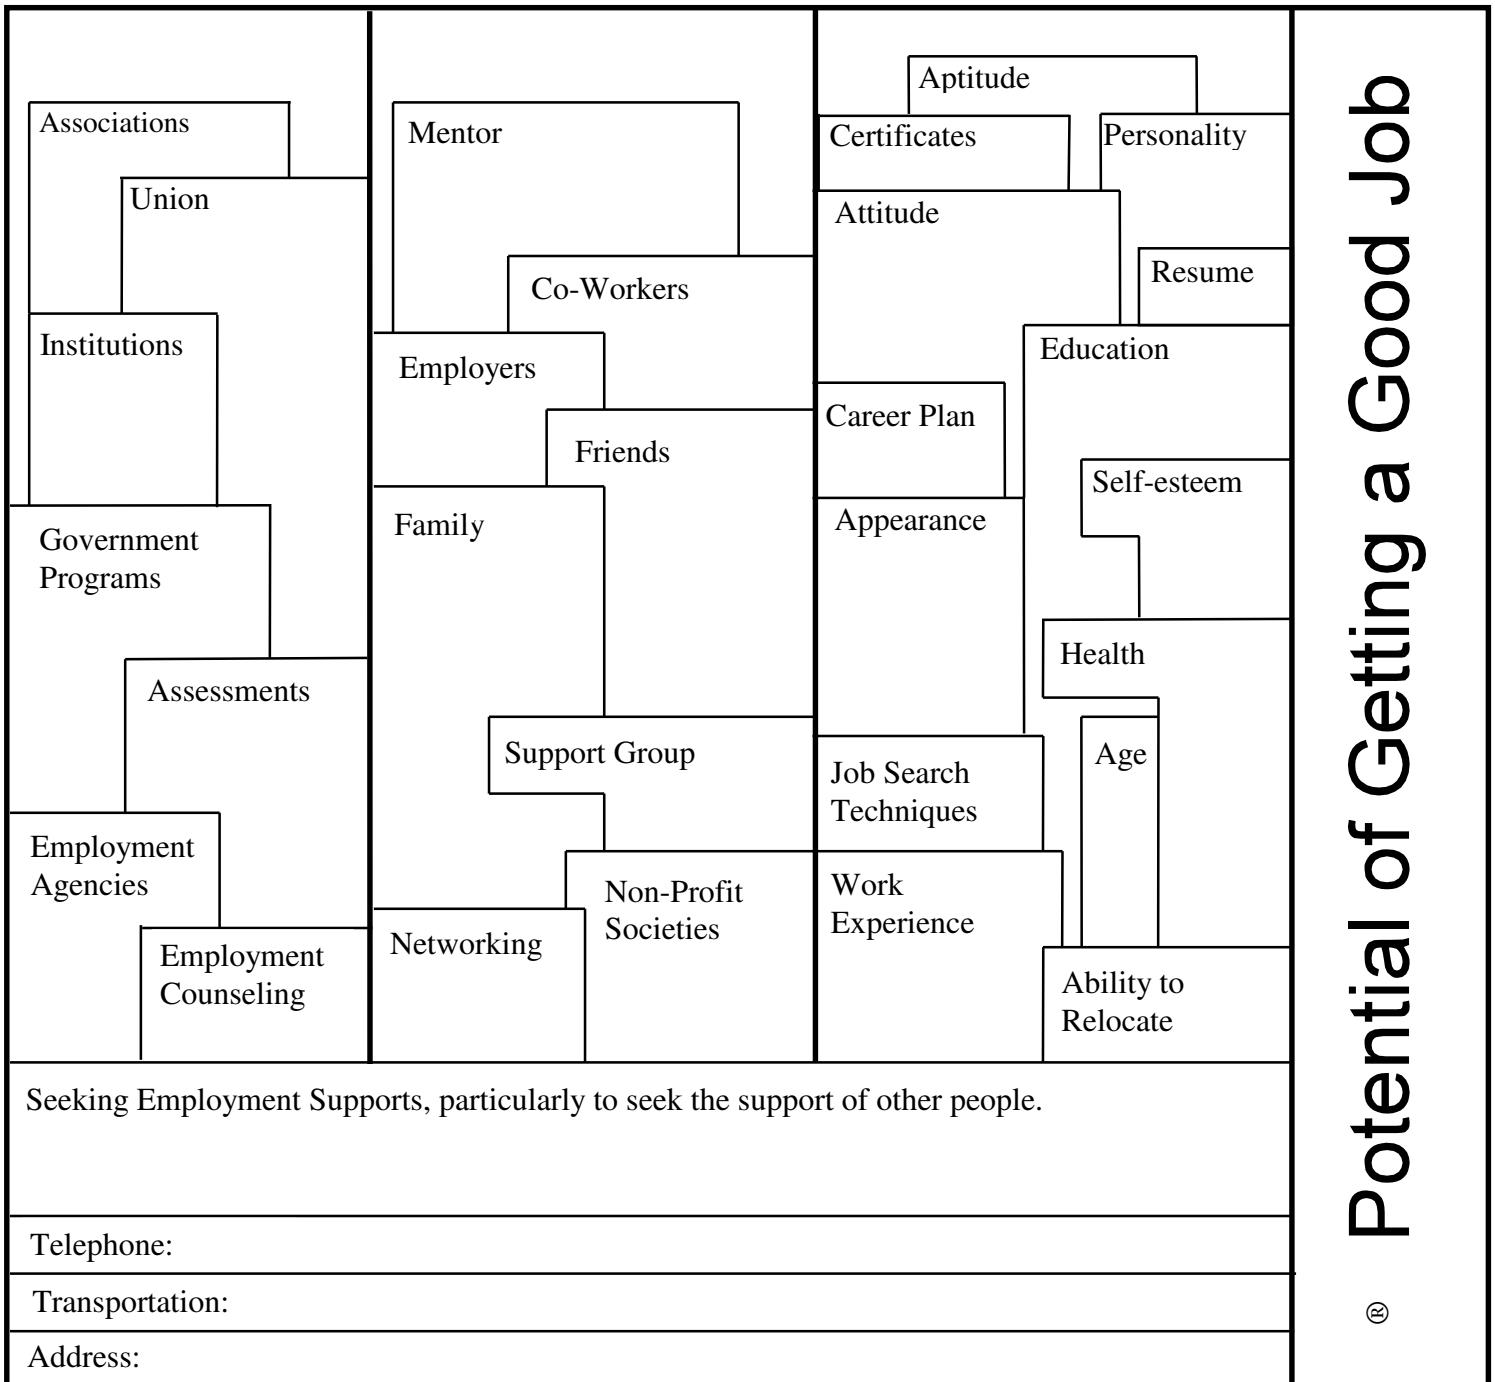 Associations
Union
Institutions
Government
Programs
Assessments
Employment
Agencies
Employment
Counseling
Mentor
Co-Workers
Employers
Friends
Family
Support Group
Non-Profit
Societies
Networking
Aptitude
Certificates
Personality
Attitude
Resume
Education
Career Plan
Self-esteem
Appearance
Health
Age
Job Search
Techniques
Work
Experience
Ability to
Relocate
Seeking Employment Supports, particularly to seek the support of other people.
Telephone:
Transportation:
Address:
® Potential of Getting a Good Job